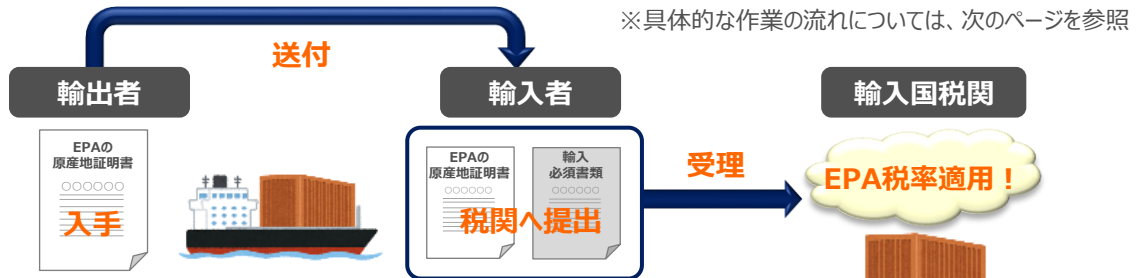 ※具体的な作業の流れについては、次のページを参照
送付
輸出者
輸入者
輸入国税関
EPAの
原産地証明書
○○○○○○
入手
EPAの
原産地証明書
○○○○○○
輸入
必須書類
○○○○○○
税関へ提出
受理
EPA税率適用！